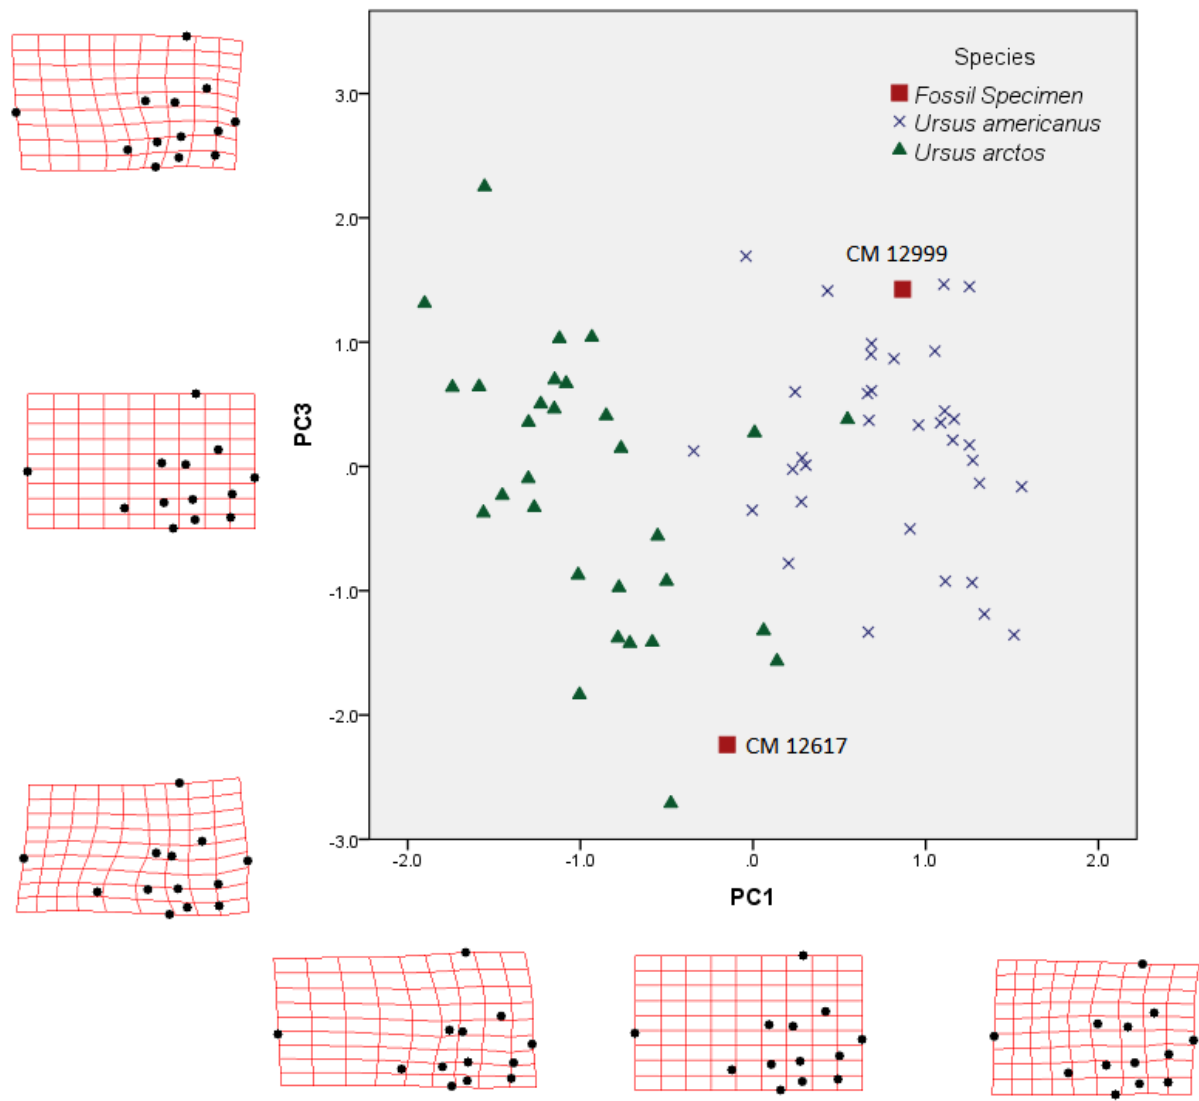 Species
Fossil Specimen
Ursus americanus
Ursus arctos
CM 12999
CM 12617
PC3
3.0
2.0
1.0
.0
-1.0
-2.0
-3.0
-2.0
-1.0
.0
1.0
2.0
PC1